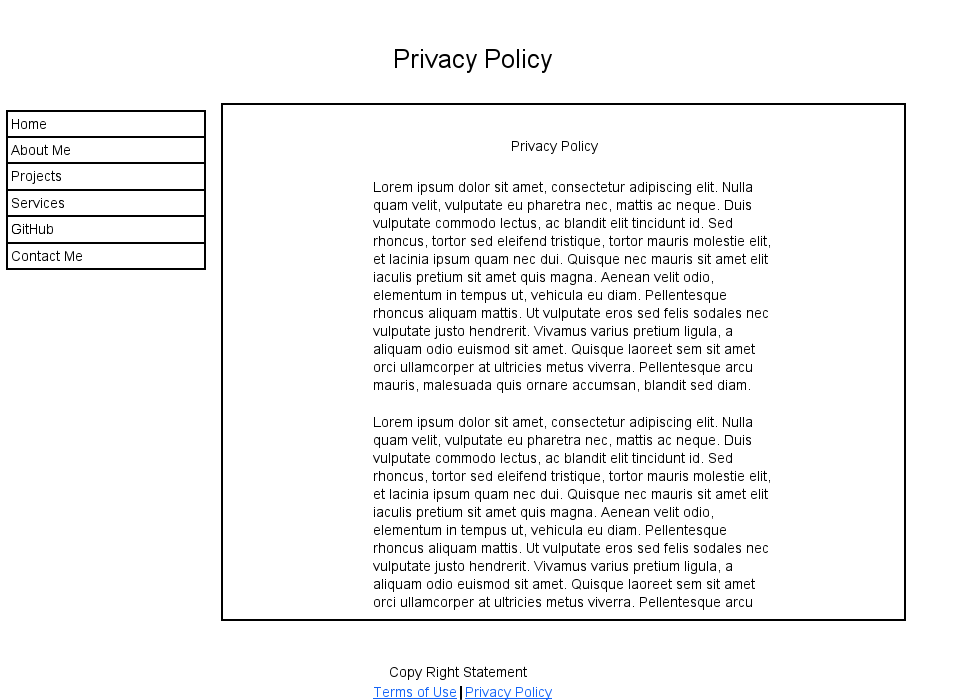 Privacy Policy
Home
About Me
Projects
Services
GitHub
Contact Me
Privacy Policy
Lorem ipsum dolor sit amet, consectetur adipiscing elit. Nulla
quam velit, vulputate eu pharetra nec, mattis ac neque. Duis
vulputate commodo lectus, ac blandit elit tincidunt id. Sed
rhoncus, tortor sed eleifend tristique, tortor mauris molestie elit,
et lacinia ipsum quam nec dui. Quisque nec mauris sit amet elit
iaculis pretium sit amet quis magna. Aenean velit odio,
elementum in tempus ut, vehicula eu diam. Pellentesque
rhoncus aliquam mattis. Ut vulputate eros sed felis sodales nec
vulputate justo hendrerit. Vivamus varius pretium ligula, a
aliquam odio euismod sit amet. Quisque laoreet sem sit amet
orci ullamcorper at ultricies metus viverra. Pellentesque arcu
mauris, malesuada quis ornare accumsan, blandit sed diam.
Lorem ipsum dolor sit amet, consectetur adipiscing elit. Nulla
quam velit, vulputate eu pharetra nec, mattis ac neque. Duis
vulputate commodo lectus, ac blandit elit tincidunt id. Sed
rhoncus, tortor sed eleifend tristique, tortor mauris molestie elit,
et lacinia ipsum quam nec dui. Quisque nec mauris sit amet elit
iaculis pretium sit amet quis magna. Aenean velit odio,
elementum in tempus ut, vehicula eu diam. Pellentesque
rhoncus aliquam mattis. Ut vulputate eros sed felis sodales nec
vulputate justo hendrerit. Vivamus varius pretium ligula, a
aliquam odio euismod sit amet. Quisque laoreet sem sit amet
orci ullamcorper at ultricies metus viverra. Pellentesque arcu
Copy Right Statement
Terms of Use | Privacy Policy